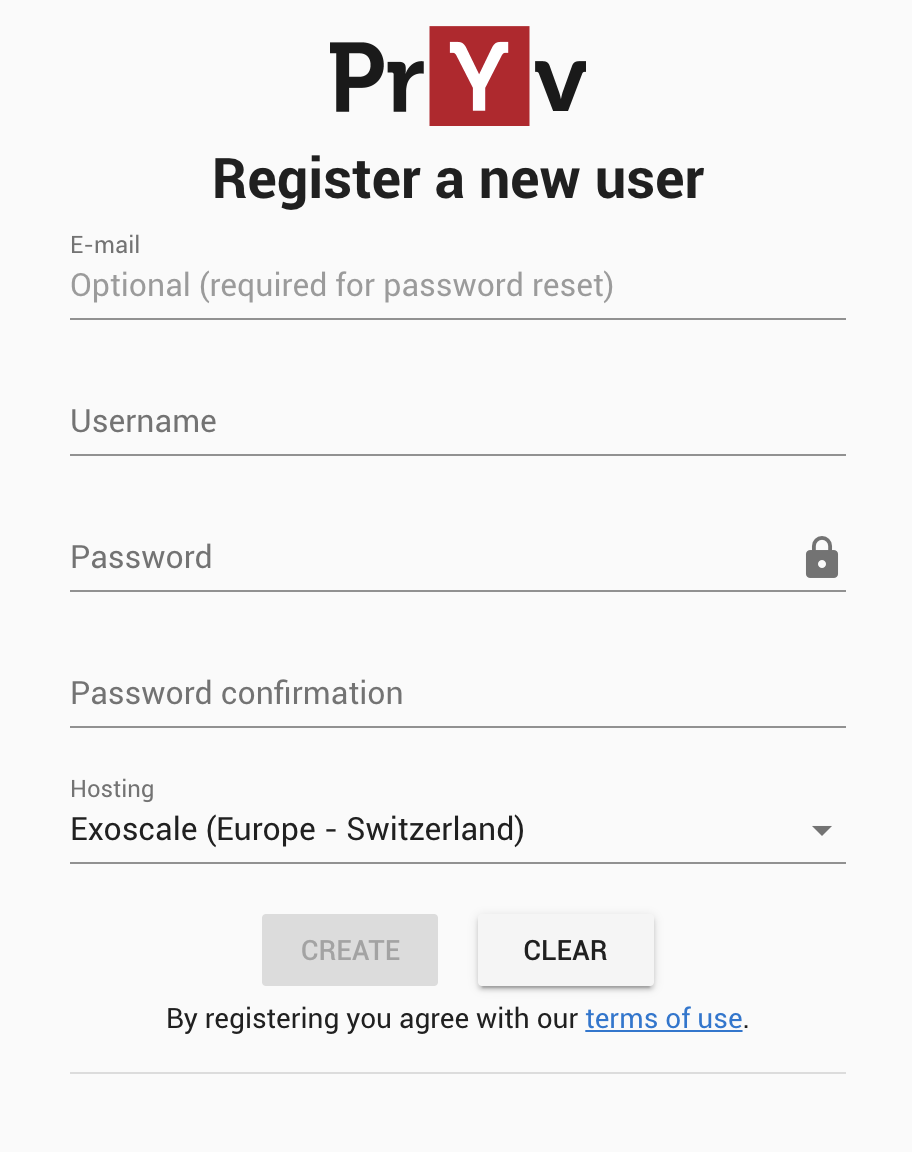 PrYv
Register a new user
E-mail
Optional (required for password reset)
Username
Password
Password confirmation
Hosting
Exoscale (Europe - Switzerland)
CREATE CLEAR
By registering you agree with our terms of use.